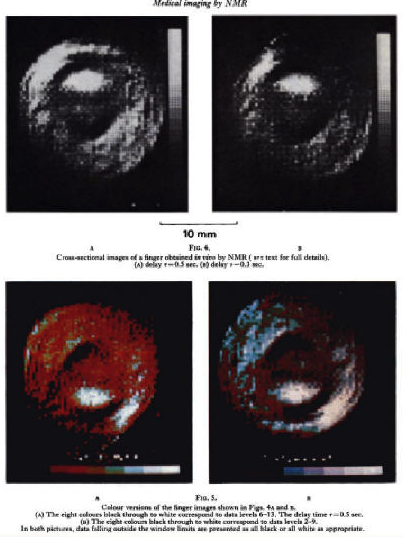 Medical imaging by NMR
10 mm
A
FIG. 4.
B
Cross-sectional images of a finger obtained in vivo by NMR (see text for full details).
(A) delay τ=0.5 sec. (B) delay τ=0.3 sec.
A
FIG. 5.
B
Colour versions of the finger images shown in Figs. 4A and B.
(A) The eight colours black through to white correspond to data levels 6–13. The delay time τ=0.5 sec.
(B) The eight colours black through to white correspond to data levels 2–9.
In both pictures, data falling outside the window limits are presented as all black or all white as appropriate.